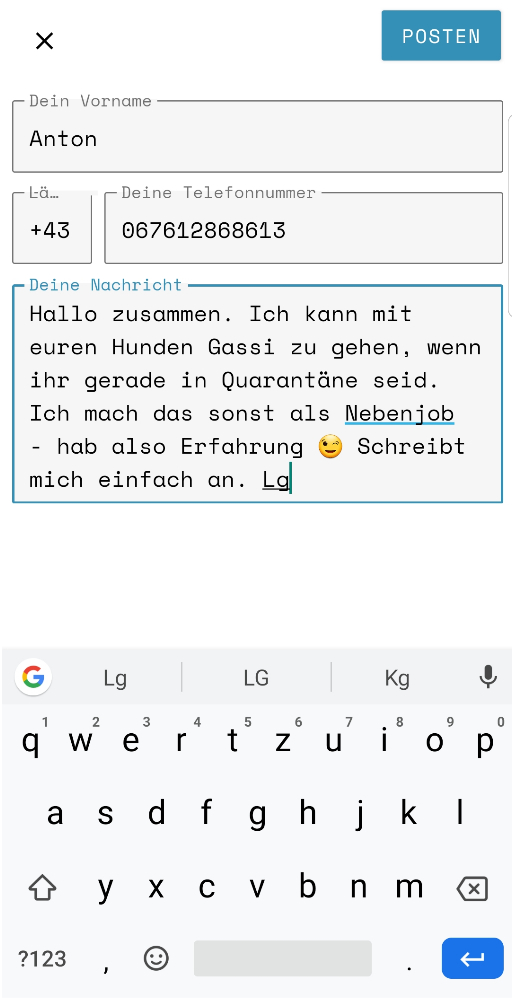 POSTEN
Dein Vorname
Anton
Lä…
Deine Telefonnummer
+43
067612868613
Deine Nachricht
Hallo zusammen. Ich kann mit
euren Hunden Gassi zu gehen, wenn
ihr gerade in Quarantäne seid.
Ich mach das sonst als Nebenjob
- hab also Erfahrung 😉 Schreibt
mich einfach an. Lg
Lg LG Kg
1 2 3 4 5 6 7 8 9 0
q w e r t z u i o p
a s d f g h j k l
y x c v b n m
?123 , .